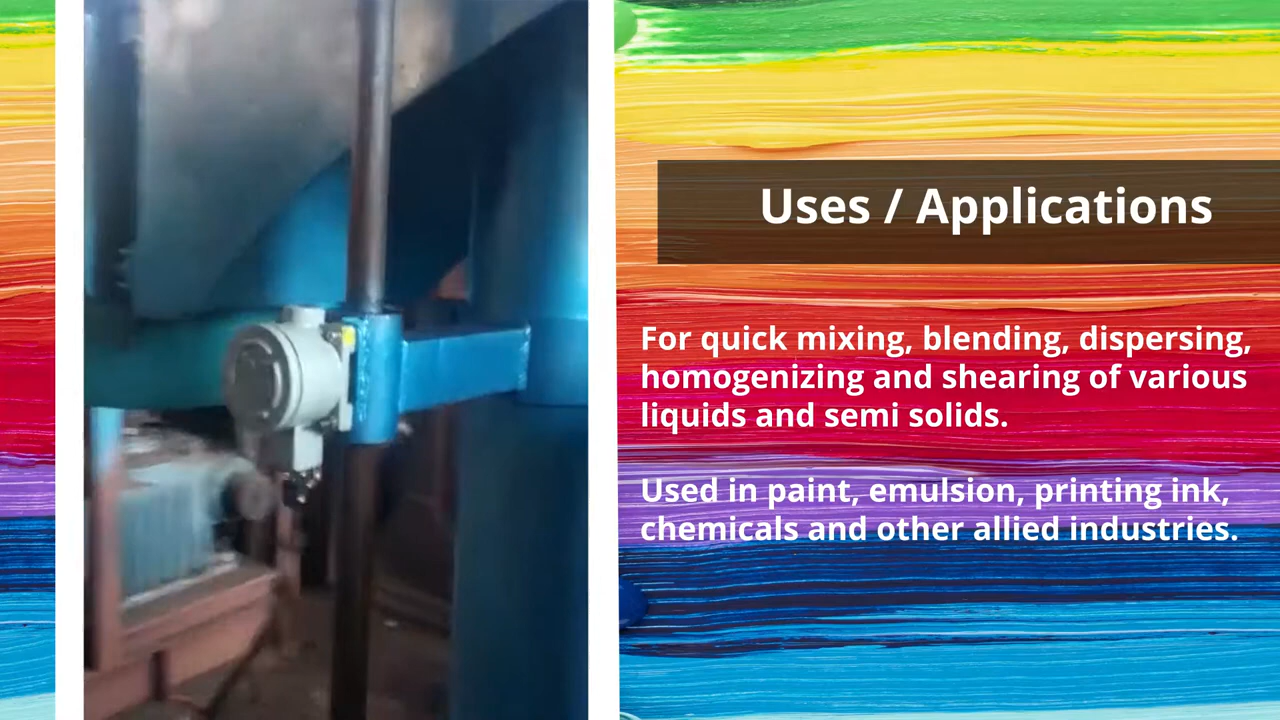 Uses / Applications
For quick mixing, blending, dispersing,
homogenizing and shearing of various
liquids and semi solids.
Used in paint, emulsion, printing ink,
chemicals and other allied industries.